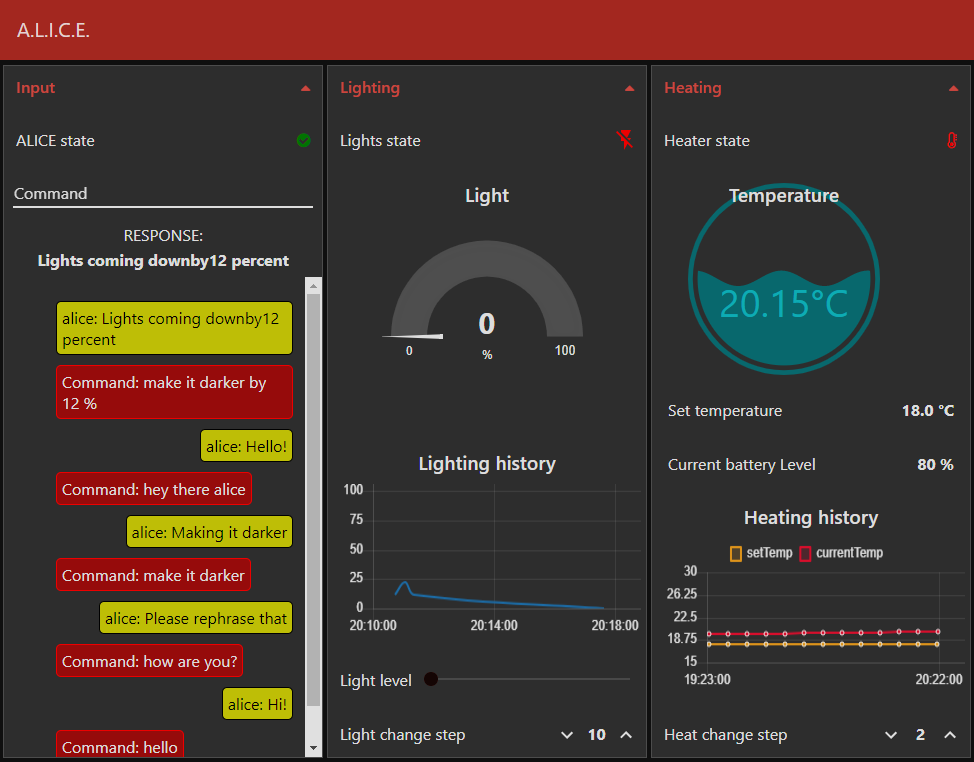 A.L.I.C.E.
Input
ALICE state
Command
RESPONSE:
Lights coming downby12 percent
alice: Lights coming downby12
percent
Command: make it darker by
12 %
alice: Hello!
Command: hey there alice
alice: Making it darker
Command: make it darker
alice: Please rephrase that
Command: how are you?
alice: Hi!
Command: hello
Lighting
Lights state
Light
0
0
%
100
Lighting history
100
75
50
25
0
20:10:00
20:14:00
20:18:00
Light level
Light change step
10
Heating
Heater state
Temperature
20.15°C
Set temperature
18.0 °C
Current battery Level
80 %
Heating history
setTemp
currentTemp
30
26.25
22.5
18.75
15
19:23:00
20:22:00
Heat change step
2